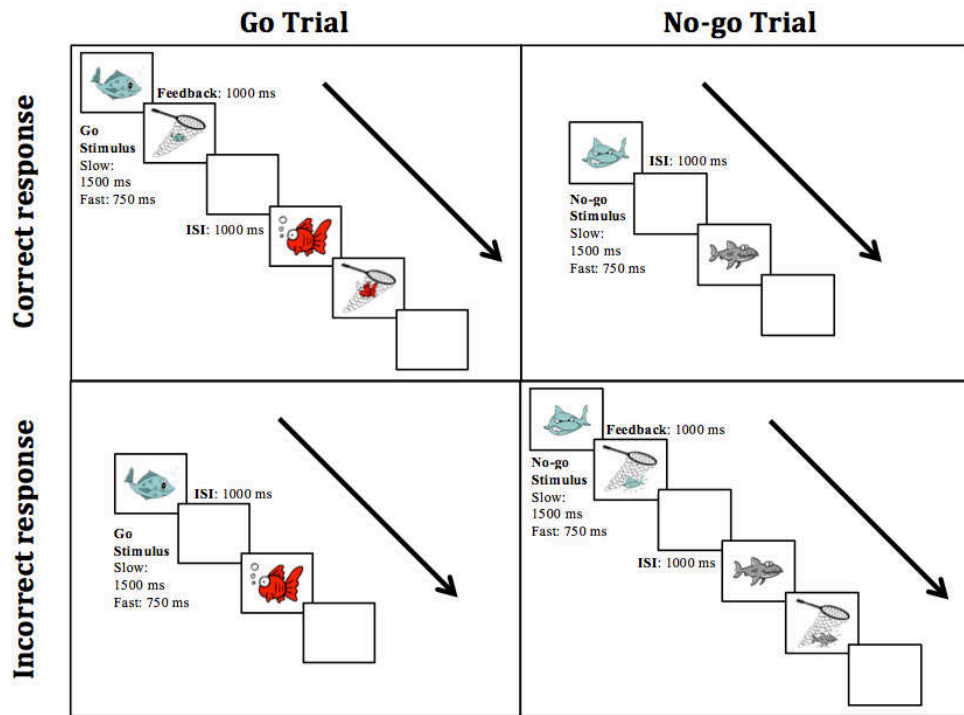 Go Trial
No-go Trial
Correct response
Feedback: 1000 ms
Go
Stimulus
Slow:
1500 ms
Fast: 750 ms
ISI: 1000 ms
ISI: 1000 ms
No-go
Stimulus
Slow:
1500 ms
Fast: 750 ms
Incorrect response
ISI: 1000 ms
Go
Stimulus
Slow:
1500 ms
Fast: 750 ms
Feedback: 1000 ms
No-go
Stimulus
Slow:
1500 ms
Fast: 750 ms
ISI: 1000 ms